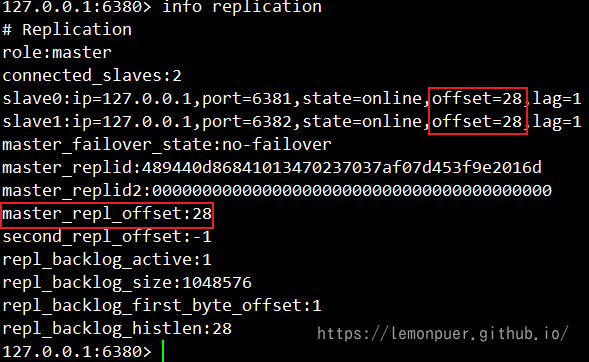 127.0.0.1:6380> info replication
# Replication
role:master
connected_slaves:2
slave0:ip=127.0.0.1,port=6381,state=online,offset=28,lag=1
slave1:ip=127.0.0.1,port=6382,state=online,offset=28,lag=1
master_failover_state:no-failover
master_replid:489440d86841013470237037af07d453f9e2016d
master_replid2:0000000000000000000000000000000000000000
master_repl_offset:28
second_repl_offset:-1
repl_backlog_active:1
repl_backlog_size:1048576
repl_backlog_first_byte_offset:1
repl_backlog_histlen:28
https://lemonpuer.github.io/
127.0.0.1:6380>